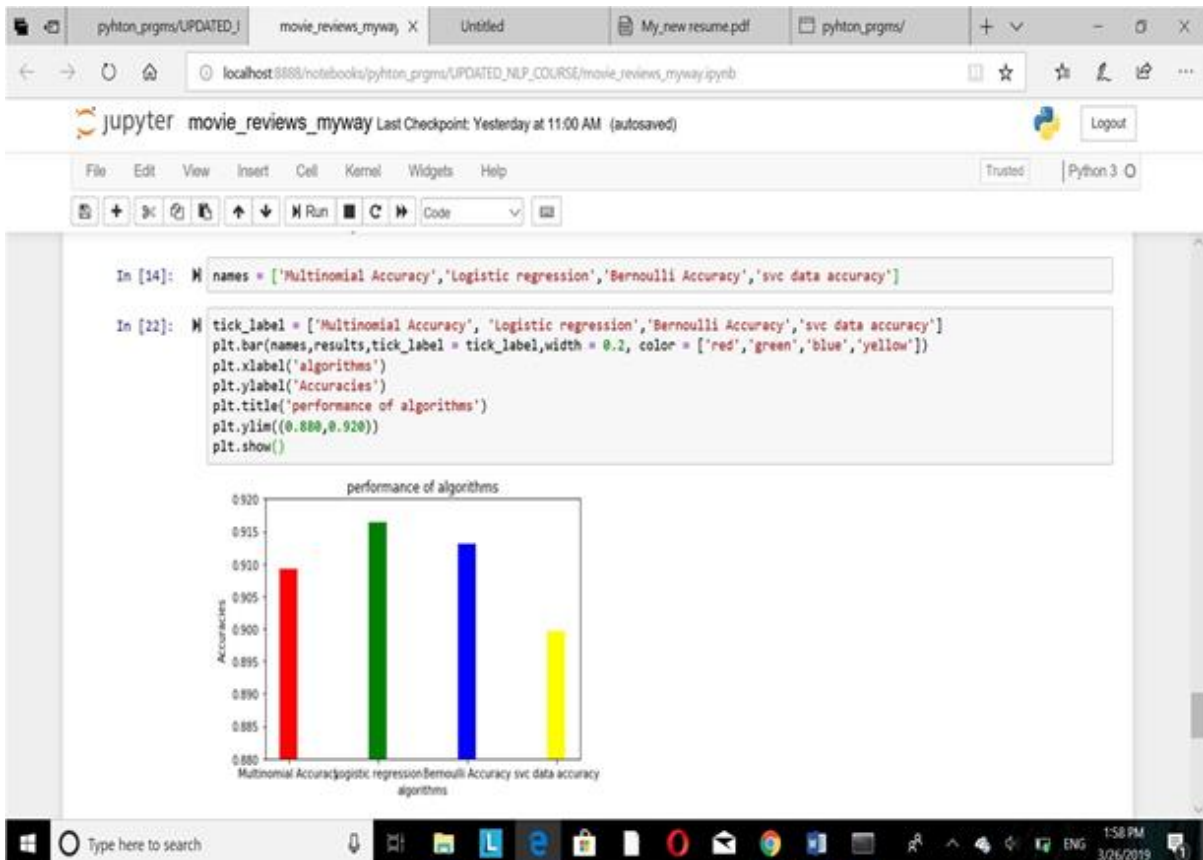 pyhton_prgms/UPDATED_I
movie_reviews_myway
Untitled
My_new resume.pdf
pyhton_prgms/
localhost:8888/notebooks/pyhton_prgms/UPDATED_NLP_COURSE/movie_reviews_myway.ipynb
jupyter movie_reviews_myway Last Checkpoint: Yesterday at 11:00 AM (autosaved)
Logout
File Edit View Insert Cell Kernel Widgets Help
Trusted
Python 3
Run
Code
In [14]: names = ['Multinomial Accuracy','Logistic regression','Bernoulli Accuracy','svc data accuracy']
In [22]: tick_label = ['Multinomial Accuracy', 'Logistic regression','Bernoulli Accuracy','svc data accuracy']
plt.bar(names,results,tick_label = tick_label,width = 0.2, color = ['red','green','blue','yellow'])
plt.xlabel('algorithms')
plt.ylabel('Accuracies')
plt.title('performance of algorithms')
plt.ylim((0.880,0.920))
plt.show()
performance of algorithms
0.920
0.915
0.910
0.905
0.900
0.895
0.890
0.885
0.880
Accuracies
Multinomial Accuracy Logistic regression Bernoulli Accuracy svc data accuracy
algorithms
Type here to search
ENG
1:58 PM
3/26/2019